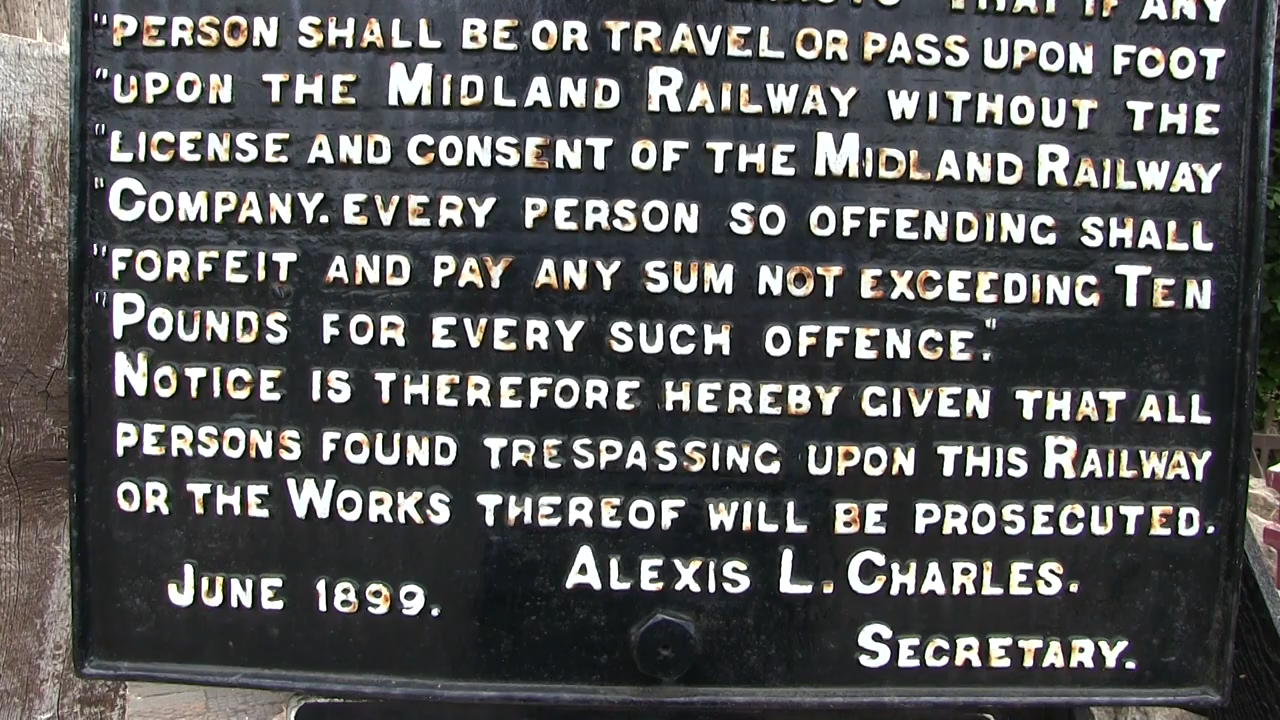 THAT IF ANY
"PERSON SHALL BE OR TRAVEL OR PASS UPON FOOT
"UPON THE MIDLAND RAILWAY WITHOUT THE
"LICENSE AND CONSENT OF THE MIDLAND RAILWAY
"COMPANY. EVERY PERSON SO OFFENDING SHALL
"FORFEIT AND PAY ANY SUM NOT EXCEEDING TEN
"POUNDS FOR EVERY SUCH OFFENCE."
NOTICE IS THEREFORE HEREBY GIVEN THAT ALL
PERSONS FOUND TRESPASSING UPON THIS RAILWAY
OR THE WORKS THEREOF WILL BE PROSECUTED.
JUNE 1899. ALEXIS L. CHARLES.
SECRETARY.